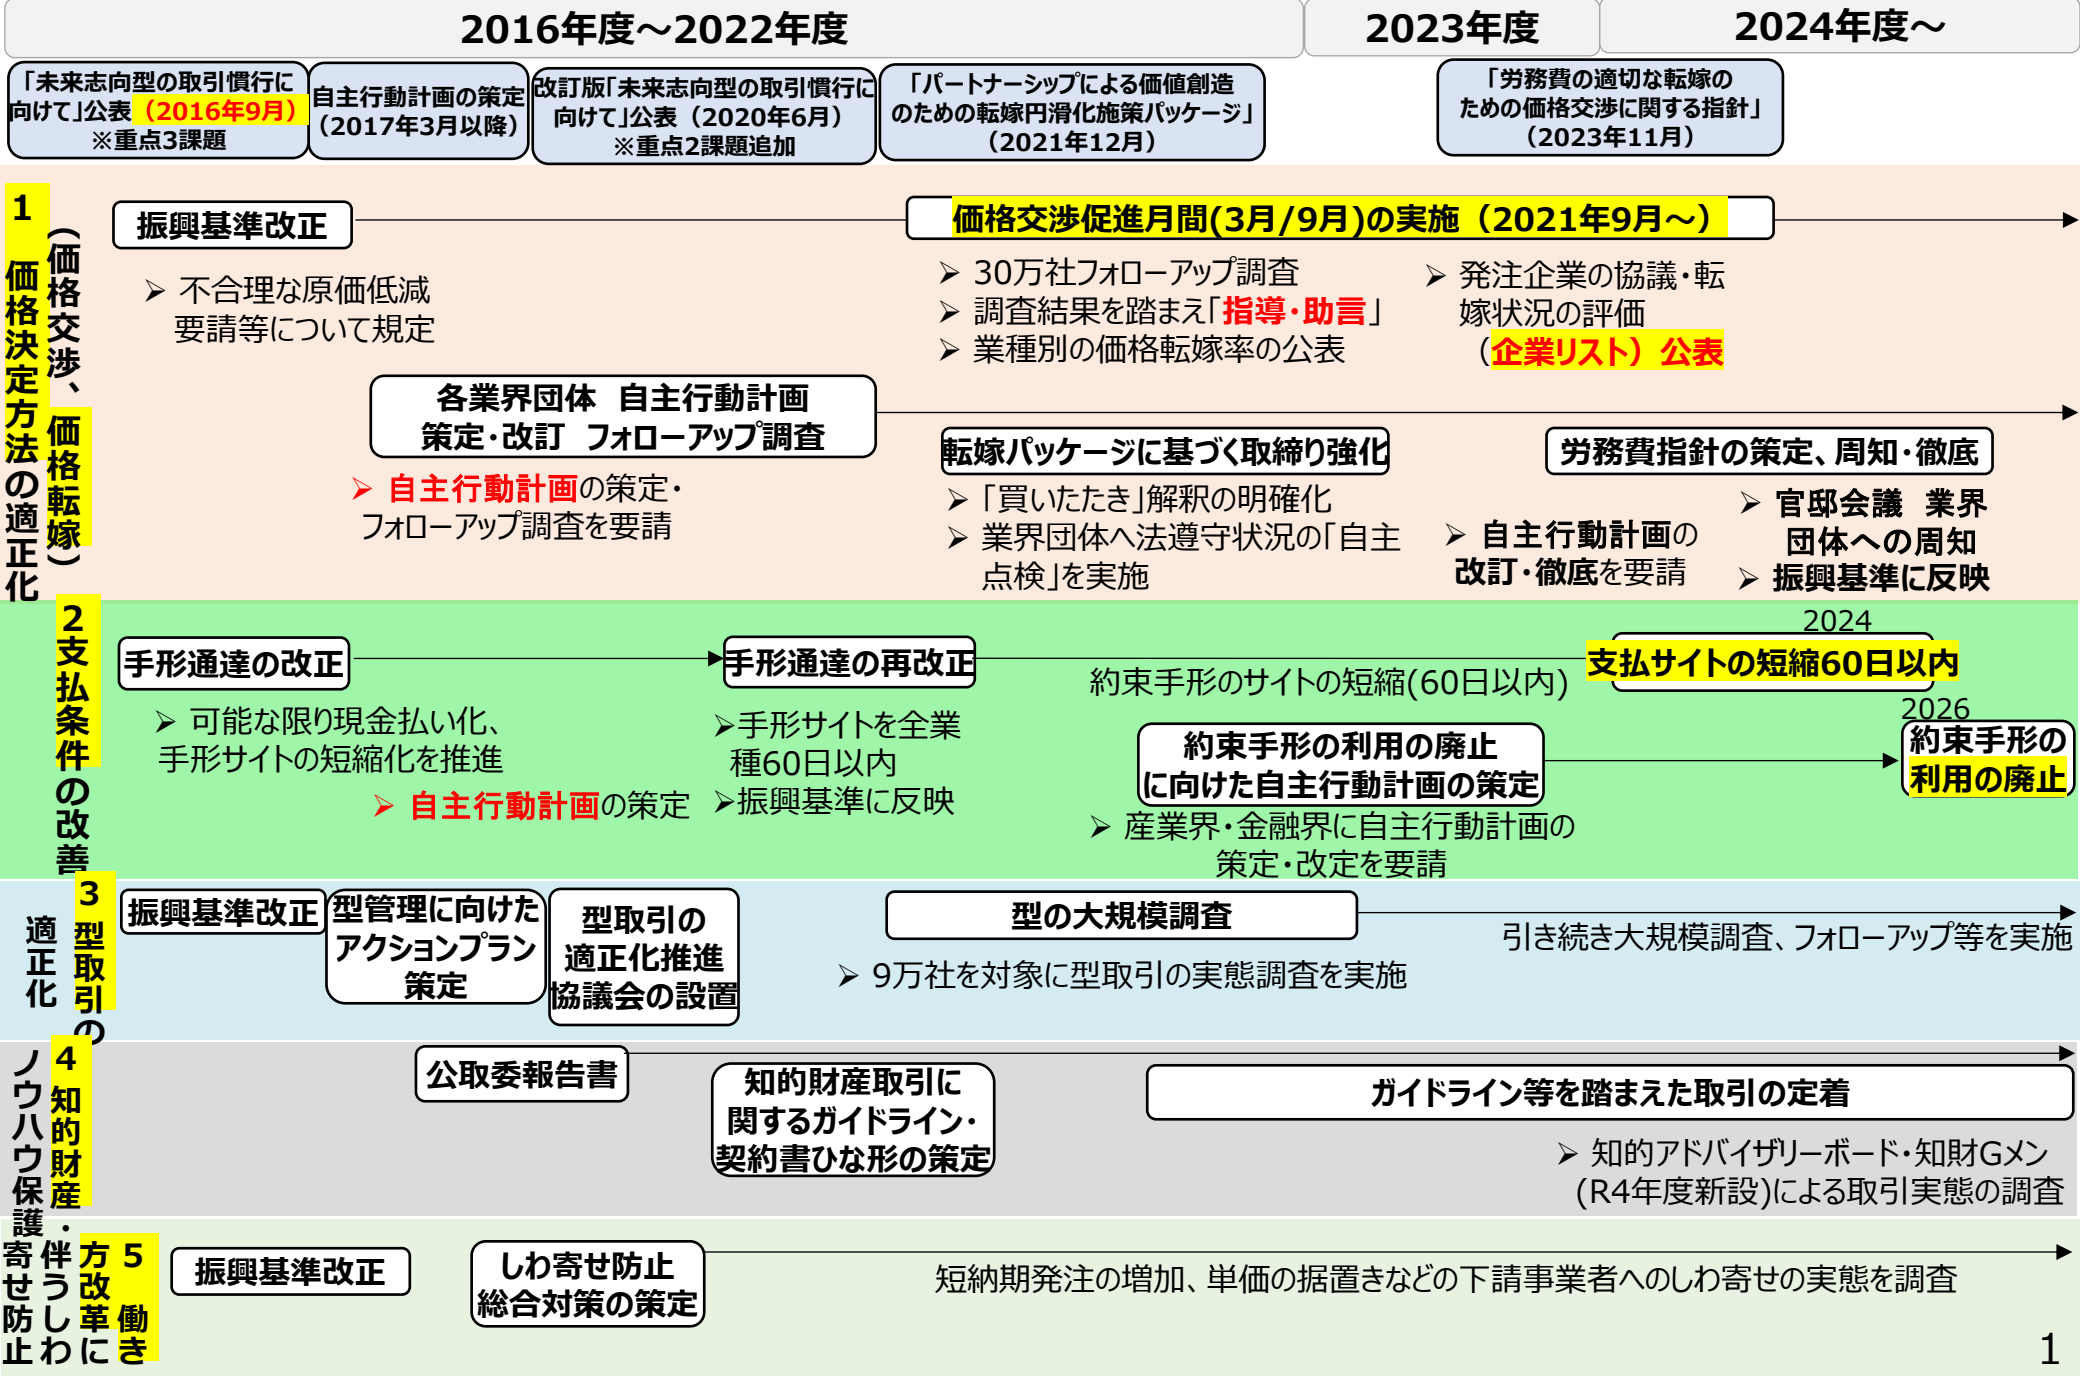 2016年度～2022年度
2023年度
2024年度～
「未来志向型の取引慣行に
向けて」公表（2016年9月）
※重点3課題
自主行動計画の策定
（2017年3月以降）
改訂版「未来志向型の取引慣行に
向けて」公表（2020年6月）
※重点2課題追加
「パートナーシップによる価値創造
のための転嫁円滑化施策パッケージ」
（2021年12月）
「労務費の適切な転嫁の
ための価格交渉に関する指針」
（2023年11月）
1 価格決定方法の適正化
（価格交渉、価格転嫁）
振興基準改正
➢ 不合理な原価低減
要請等について規定
価格交渉促進月間(3月/9月)の実施（2021年9月～）
➢ 30万社フォローアップ調査
➢ 調査結果を踏まえ「指導・助言」
➢ 業種別の価格転嫁率の公表
➢ 発注企業の協議・転
嫁状況の評価
（企業リスト）公表
各業界団体 自主行動計画
策定・改訂 フォローアップ調査
➢ 自主行動計画の策定・
フォローアップ調査を要請
転嫁パッケージに基づく取締り強化
➢ 「買いたたき」解釈の明確化
➢ 業界団体へ法遵守状況の「自主
点検」を実施
労務費指針の策定、周知・徹底
➢ 自主行動計画の
改訂・徹底を要請
➢ 官邸会議 業界
団体への周知
➢ 振興基準に反映
2支払条件の改善
手形通達の改正
➢ 可能な限り現金払い化、
手形サイトの短縮化を推進
➢ 自主行動計画の策定
手形通達の再改正
➢手形サイトを全業
種60日以内
➢振興基準に反映
約束手形のサイトの短縮(60日以内)
2024
支払サイトの短縮60日以内
約束手形の利用の廃止
に向けた自主行動計画の策定
➢ 産業界・金融界に自主行動計画の
策定・改定を要請
2026
約束手形の
利用の廃止
3 型取引の
適正化
振興基準改正
型管理に向けた
アクションプラン
策定
型取引の
適正化推進
協議会の設置
型の大規模調査
➢ 9万社を対象に型取引の実態調査を実施
引き続き大規模調査、フォローアップ等を実施
4 知的財産・
ノウハウ保護
公取委報告書
知的財産取引に
関するガイドライン・
契約書ひな形の策定
ガイドライン等を踏まえた取引の定着
➢ 知的アドバイザリーボード・知財Gメン
(R4年度新設)による取引実態の調査
5 働き
方改革に
伴うしわ
寄せ防止
振興基準改正
しわ寄せ防止
総合対策の策定
短納期発注の増加、単価の据置きなどの下請事業者へのしわ寄せの実態を調査
1